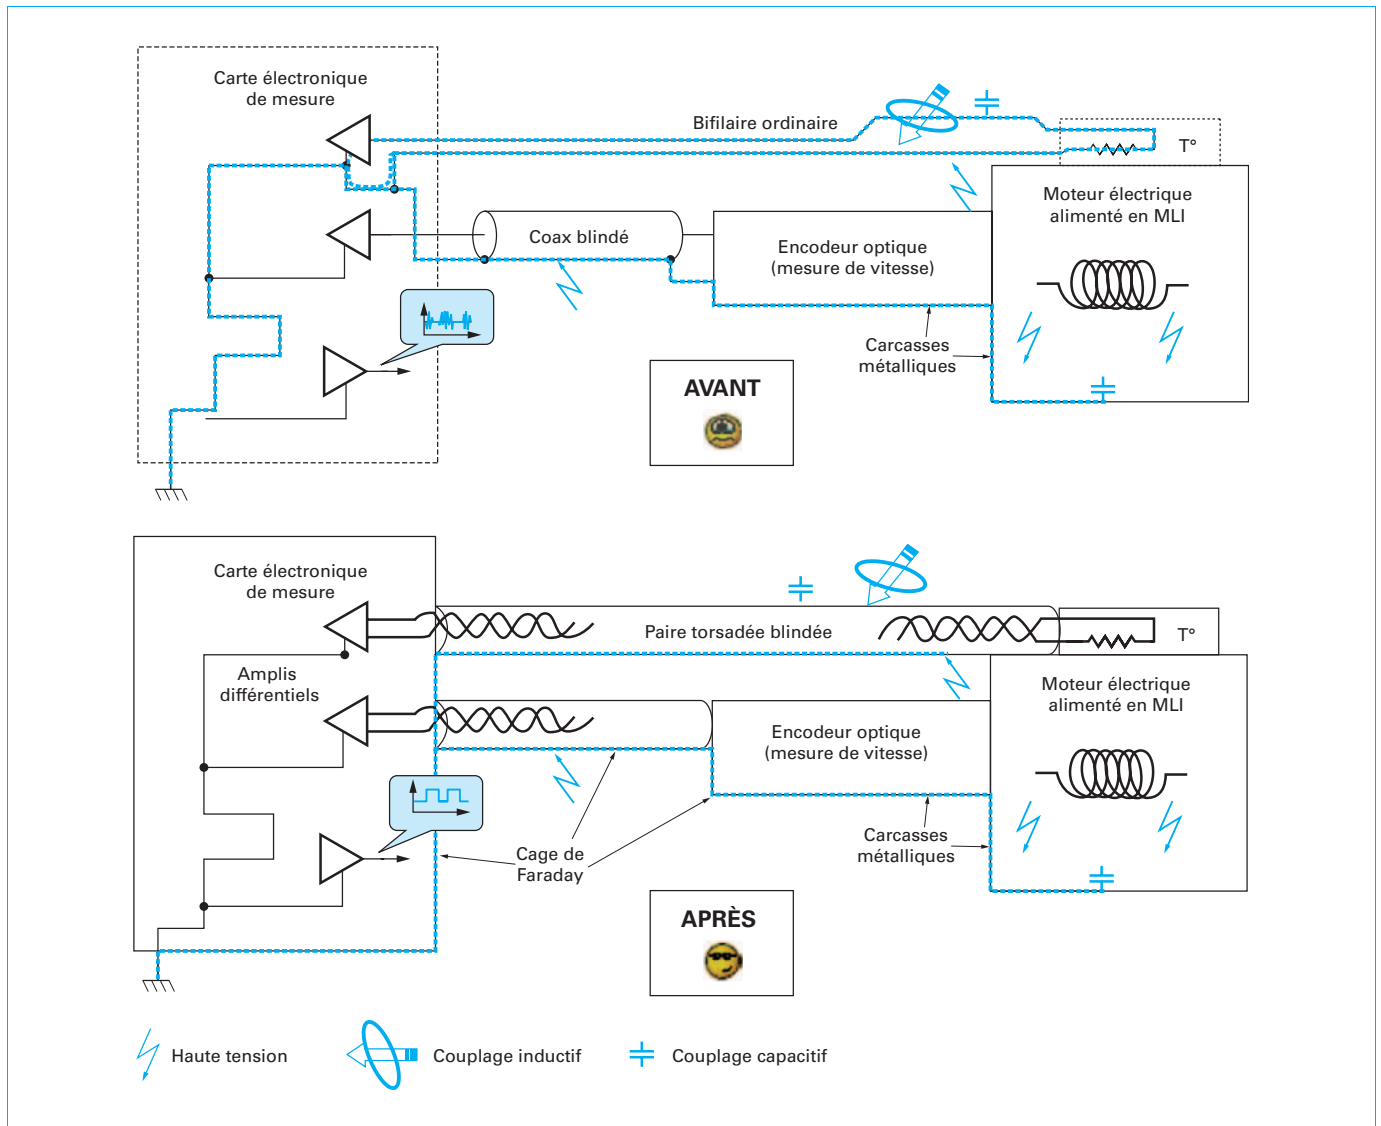 Carte électronique
de mesure
Bifilaire ordinaire
T°
Moteur électrique
alimenté en MLI
Coax blindé
Encodeur optique
(mesure de vitesse)
Carcasses
métalliques
AVANT
Carte électronique
de mesure
Paire torsadée blindée
T°
Amplis
différentiels
Moteur électrique
alimenté en MLI
Encodeur optique
(mesure de vitesse)
Cage de
Faraday
Carcasses
métalliques
APRÈS
Haute tension
Couplage inductif
Couplage capacitif